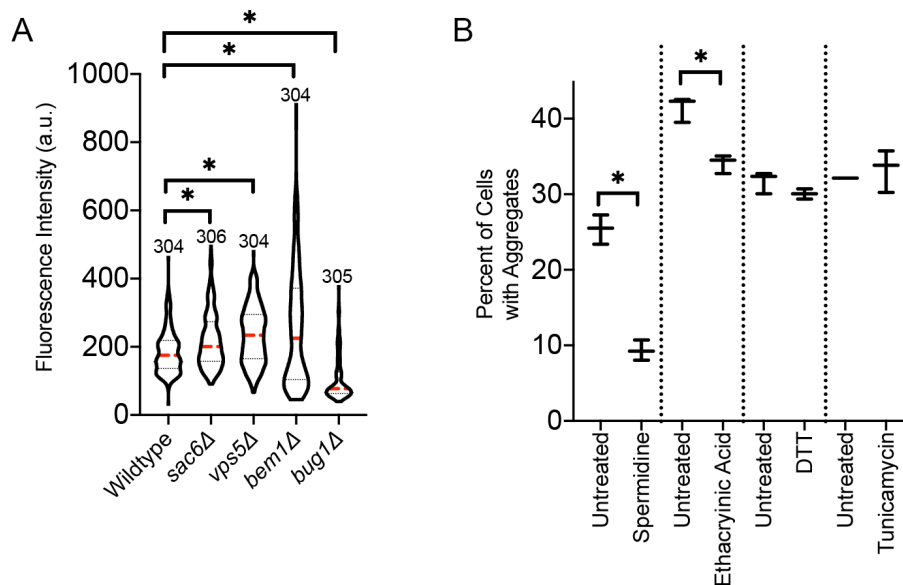 A
Fluorescence Intensity (a.u.)
1000
800
600
400
200
0
*
*
*
*
304
306
304
304
305
Wildtype
sac6Δ
vps5Δ
bem1Δ
bug1Δ
B
Percent of Cells
with Aggregates
40
30
20
10
0
*
*
Untreated
Spermidine
Untreated
Ethacryinic Acid
Untreated
DTT
Untreated
Tunicamycin